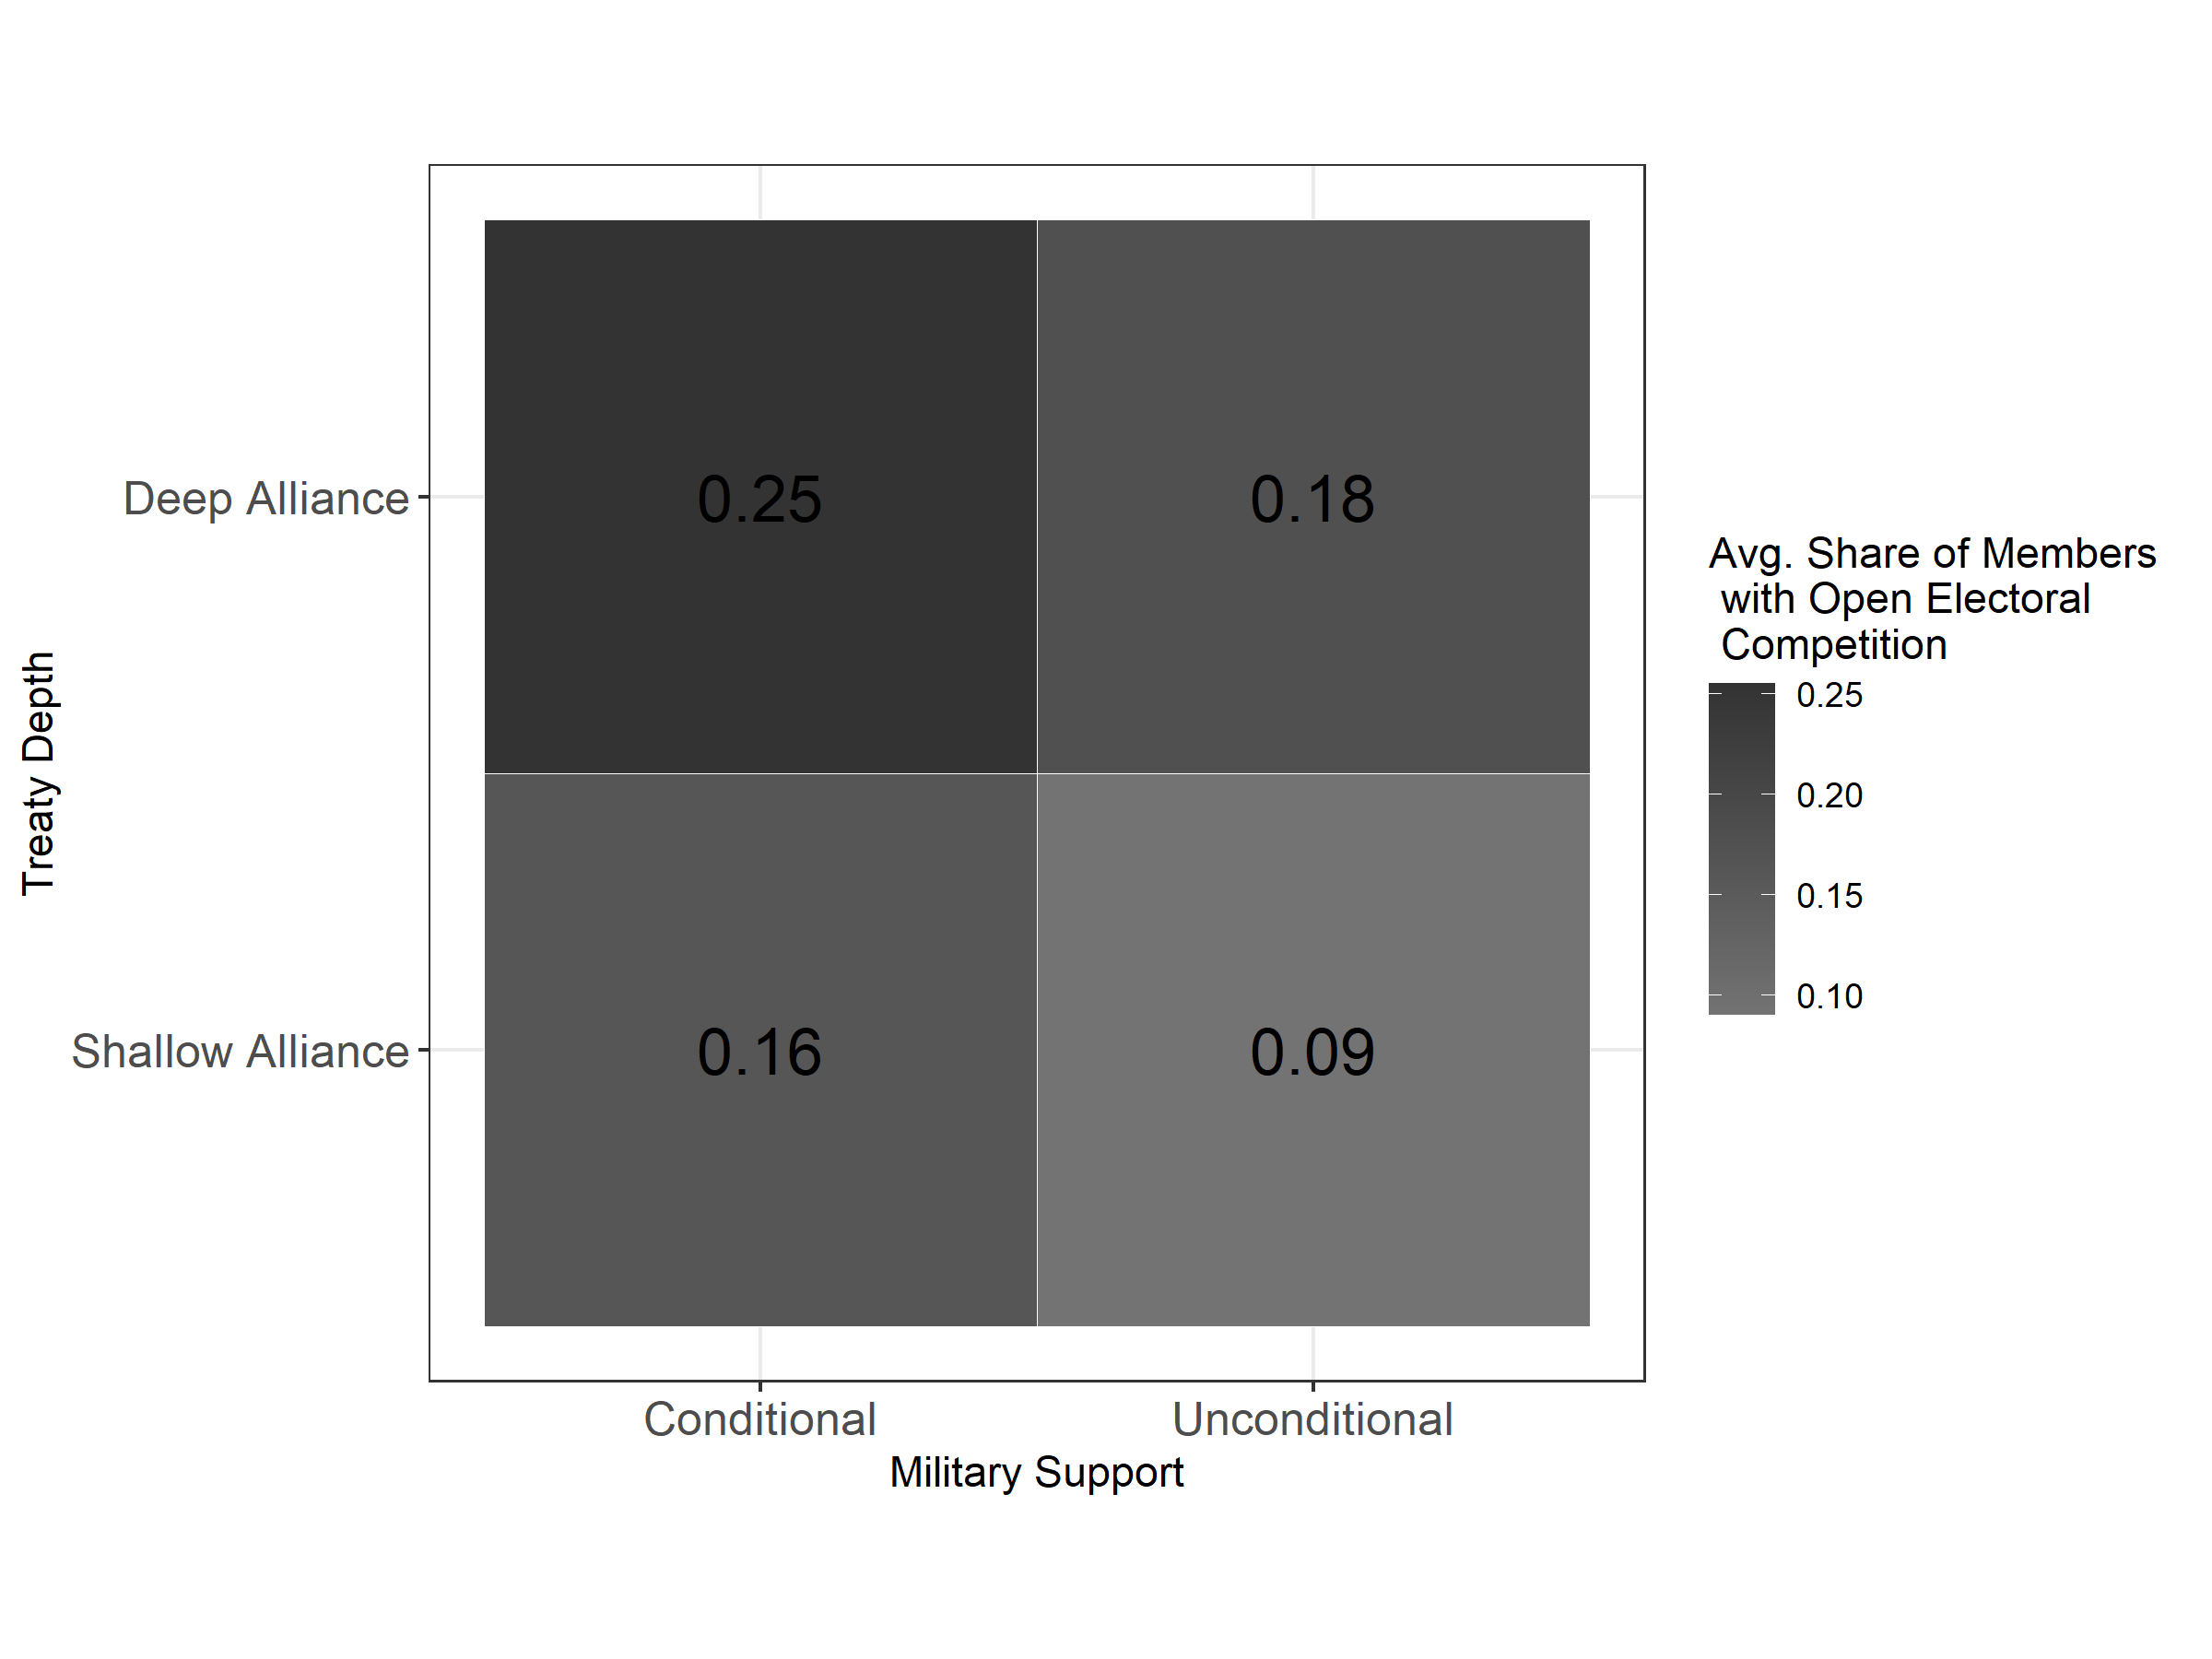 Deep Alliance
Shallow Alliance
Treaty Depth
0.25
0.18
0.16
0.09
Conditional
Unconditional
Military Support
Avg. Share of Members
with Open Electoral
Competition
0.25
0.20
0.15
0.10